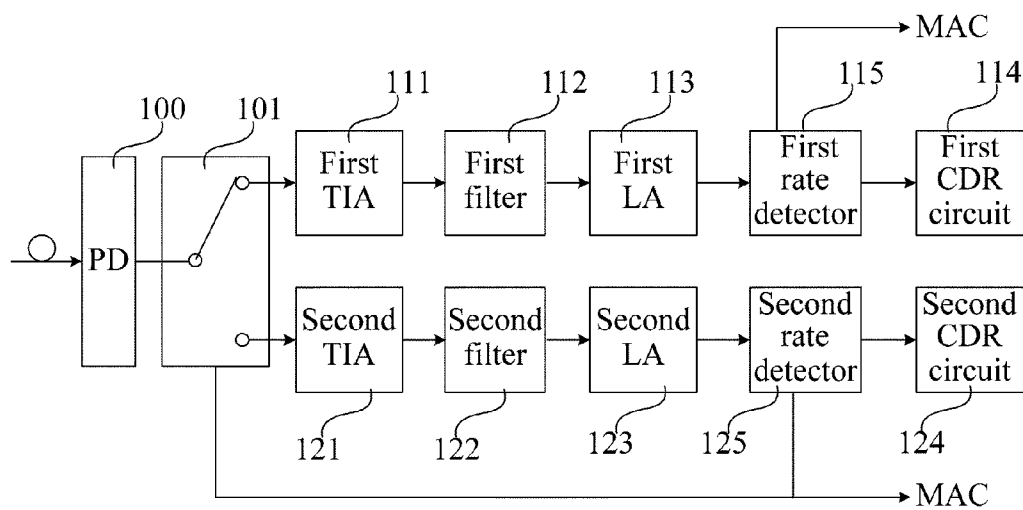 MAC
111
112
113
115
114
100
101
First
TIA
First
filter
First
LA
First
rate
detector
First
CDR
circuit
PD
Second
TIA
Second
filter
Second
LA
Second
rate
detector
Second
CDR
circuit
121
122
123
125
124
MAC